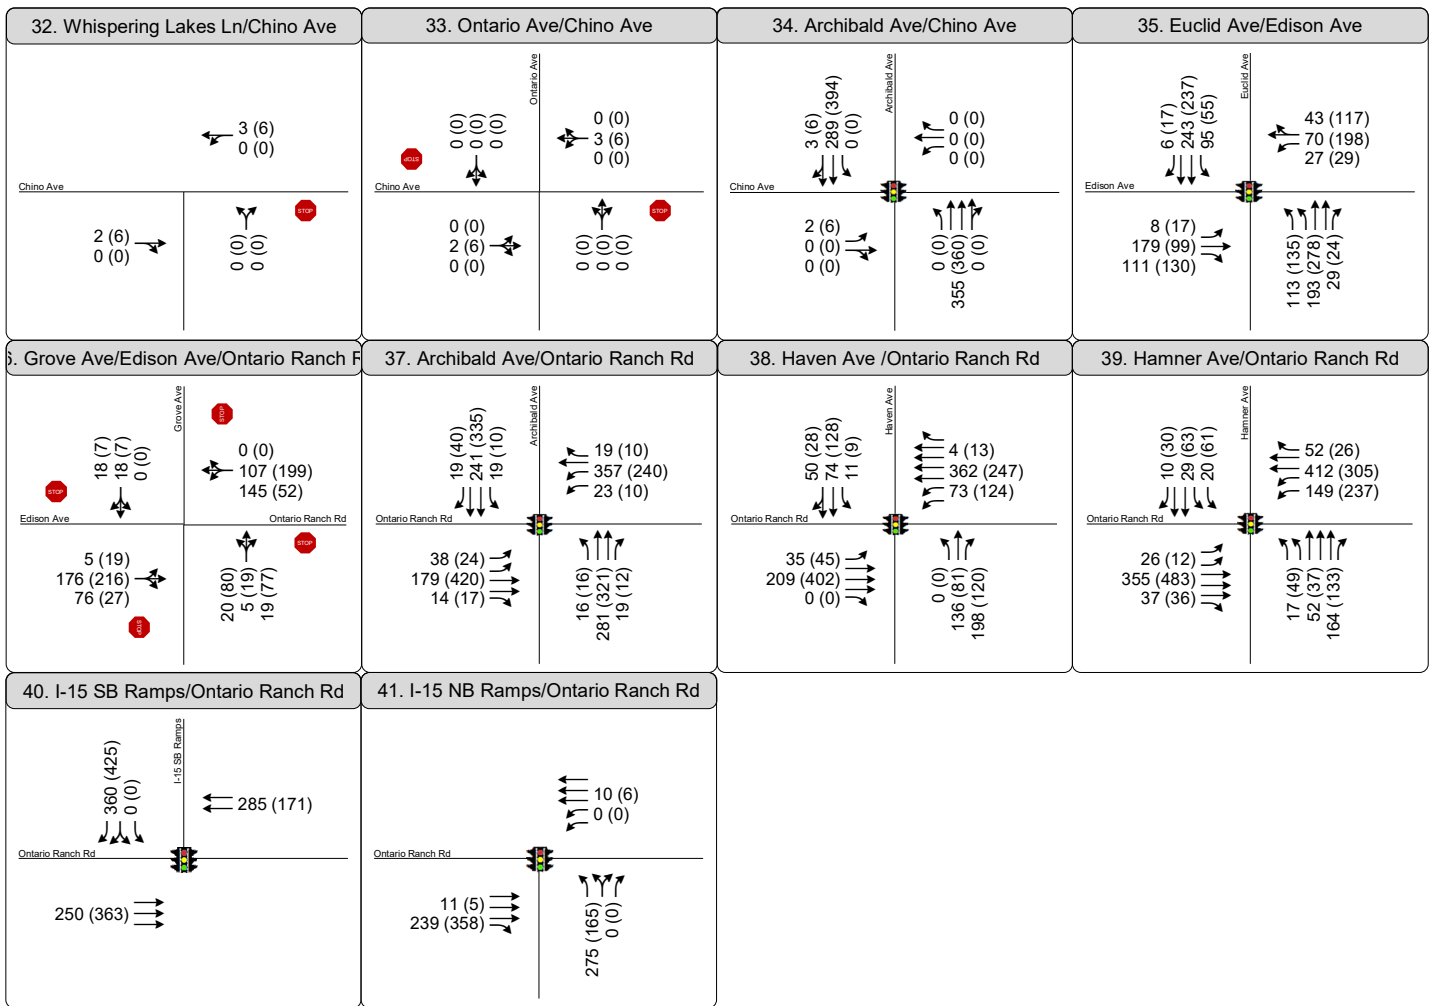 32. Whispering Lakes Ln/Chino Ave
3 (6)
0 (0)
Chino Ave
2 (6)
0 (0)
0 (0)
0 (0)
STOP
33. Ontario Ave/Chino Ave
Ontario Ave
0 (0)
0 (0)
0 (0)
0 (0)
3 (6)
0 (0)
STOP
Chino Ave
0 (0)
2 (6)
0 (0)
0 (0)
0 (0)
0 (0)
STOP
34. Archibald Ave/Chino Ave
Archibald Ave
3 (6)
289 (394)
0 (0)
0 (0)
0 (0)
0 (0)
Chino Ave
2 (6)
0 (0)
0 (0)
0 (0)
355 (360)
0 (0)
35. Euclid Ave/Edison Ave
Euclid Ave
6 (17)
243 (237)
95 (55)
43 (117)
70 (198)
27 (29)
Edison Ave
8 (17)
179 (99)
111 (130)
113 (135)
193 (278)
29 (24)
6. Grove Ave/Edison Ave/Ontario Ranch R
Grove Ave
STOP
18 (7)
18 (7)
0 (0)
0 (0)
107 (199)
145 (52)
STOP
Edison Ave
Ontario Ranch Rd
5 (19)
176 (216)
76 (27)
20 (80)
5 (19)
19 (77)
STOP
STOP
37. Archibald Ave/Ontario Ranch Rd
Archibald Ave
19 (40)
241 (335)
19 (10)
19 (10)
357 (240)
23 (10)
Ontario Ranch Rd
38 (24)
179 (420)
14 (17)
16 (16)
281 (321)
19 (12)
38. Haven Ave /Ontario Ranch Rd
Haven Ave
50 (28)
74 (128)
11 (9)
4 (13)
362 (247)
73 (124)
Ontario Ranch Rd
35 (45)
209 (402)
0 (0)
0 (0)
136 (81)
198 (120)
39. Hamner Ave/Ontario Ranch Rd
Hamner Ave
10 (30)
29 (63)
20 (61)
52 (26)
412 (305)
149 (237)
Ontario Ranch Rd
26 (12)
355 (483)
37 (36)
17 (49)
52 (37)
164 (133)
40. I-15 SB Ramps/Ontario Ranch Rd
I-15 SB Ramps
360 (425)
0 (0)
285 (171)
Ontario Ranch Rd
250 (363)
41. I-15 NB Ramps/Ontario Ranch Rd
10 (6)
0 (0)
Ontario Ranch Rd
11 (5)
239 (358)
275 (165)
0 (0)